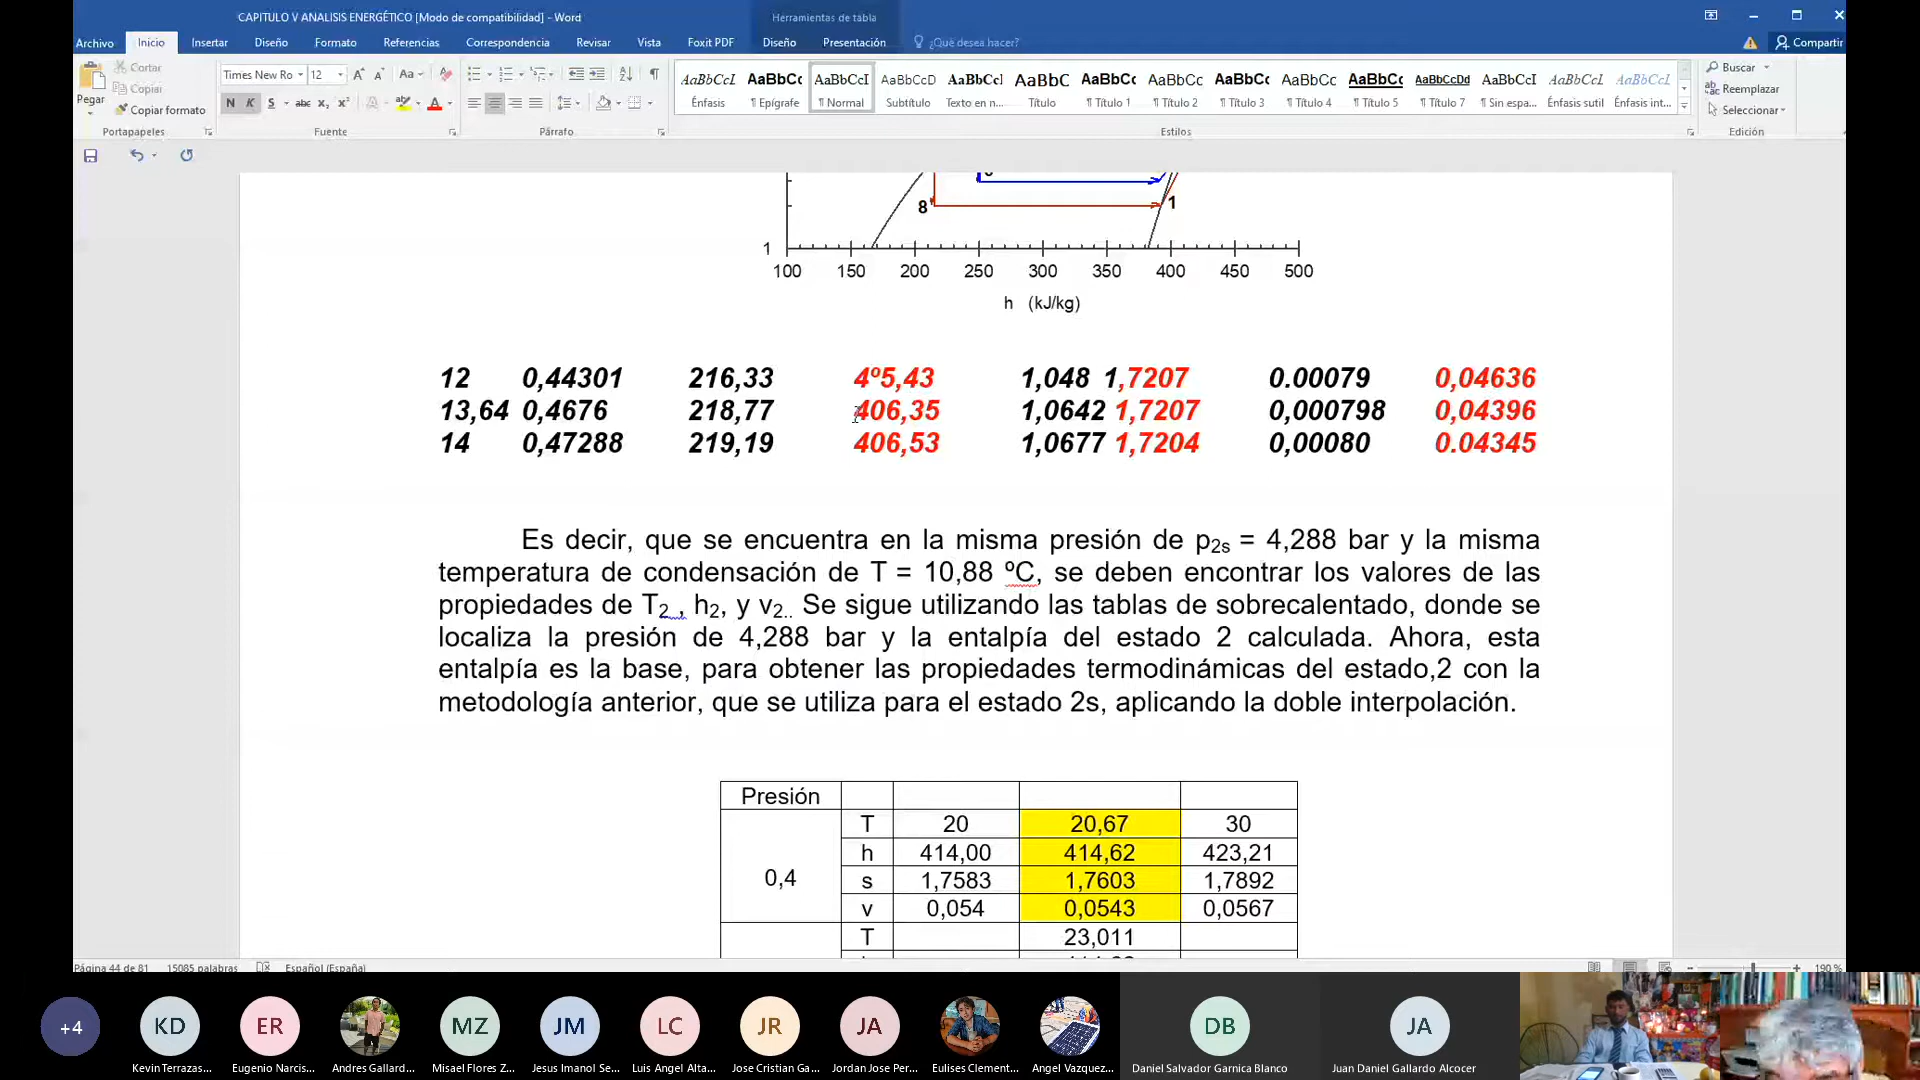 CAPITULO V ANALISIS ENERGÉTICO [Modo de compatibilidad] - Word
Herramientas de tabla
Archivo Inicio Insertar Diseño Formato Referencias Correspondencia Revisar Vista Foxit PDF Diseño Presentación ¿Qué desea hacer? Compartir
Pegar
Cortar
Copiar
Copiar formato
Portapapeles
Times New Ro 12
Fuente
Párrafo
AaBbCcI AaBbCc AaBbCcI AaBbCcD AaBbCcI AaBbC AaBbCc AaBbCc AaBbCc AaBbCc AaBbCc AaBbCcDd AaBbCcI AaBbCcL AaBbCcL
Énfasis ¶ Epígrafe ¶ Normal Subtítulo Texto en n... Título ¶ Título 1 ¶ Título 2 ¶ Título 3 ¶ Título 4 ¶ Título 5 ¶ Título 7 ¶ Sin espa... Énfasis sutil Énfasis int...
Estilos
Buscar
Reemplazar
Seleccionar
Edición
8 1
1
100 150 200 250 300 350 400 450 500
h (kJ/kg)
12 0,44301 216,33 4º5,43 1,048 1,7207 0.00079 0,04636
13,64 0,4676 218,77 406,35 1,0642 1,7207 0,000798 0,04396
14 0,47288 219,19 406,53 1,0677 1,7204 0,00080 0.04345
Es decir, que se encuentra en la misma presión de p2s = 4,288 bar y la misma
temperatura de condensación de T = 10,88 ºC, se deben encontrar los valores de las
propiedades de T2 , h2, y v2.. Se sigue utilizando las tablas de sobrecalentado, donde se
localiza la presión de 4,288 bar y la entalpía del estado 2 calculada. Ahora, esta
entalpía es la base, para obtener las propiedades termodinámicas del estado,2 con la
metodología anterior, que se utiliza para el estado 2s, aplicando la doble interpolación.
Presión
T 20 20,67 30
h 414,00 414,62 423,21
0,4
s 1,7583 1,7603 1,7892
v 0,054 0,0543 0,0567
T 23,011
Página 44 de 81 15085 palabras Español (España) 190 %
+4 KD ER MZ JM LC JR JA DB JA
Kevin Terrazas... Eugenio Narcis... Andres Gallard... Misael Flores Z... Jesus Imanol Se... Luis Angel Alta... Jose Cristian Ga... Jordan Jose Per... Eulises Clement... Angel Vazquez... Daniel Salvador Garnica Blanco Juan Daniel Gallardo Alcocer